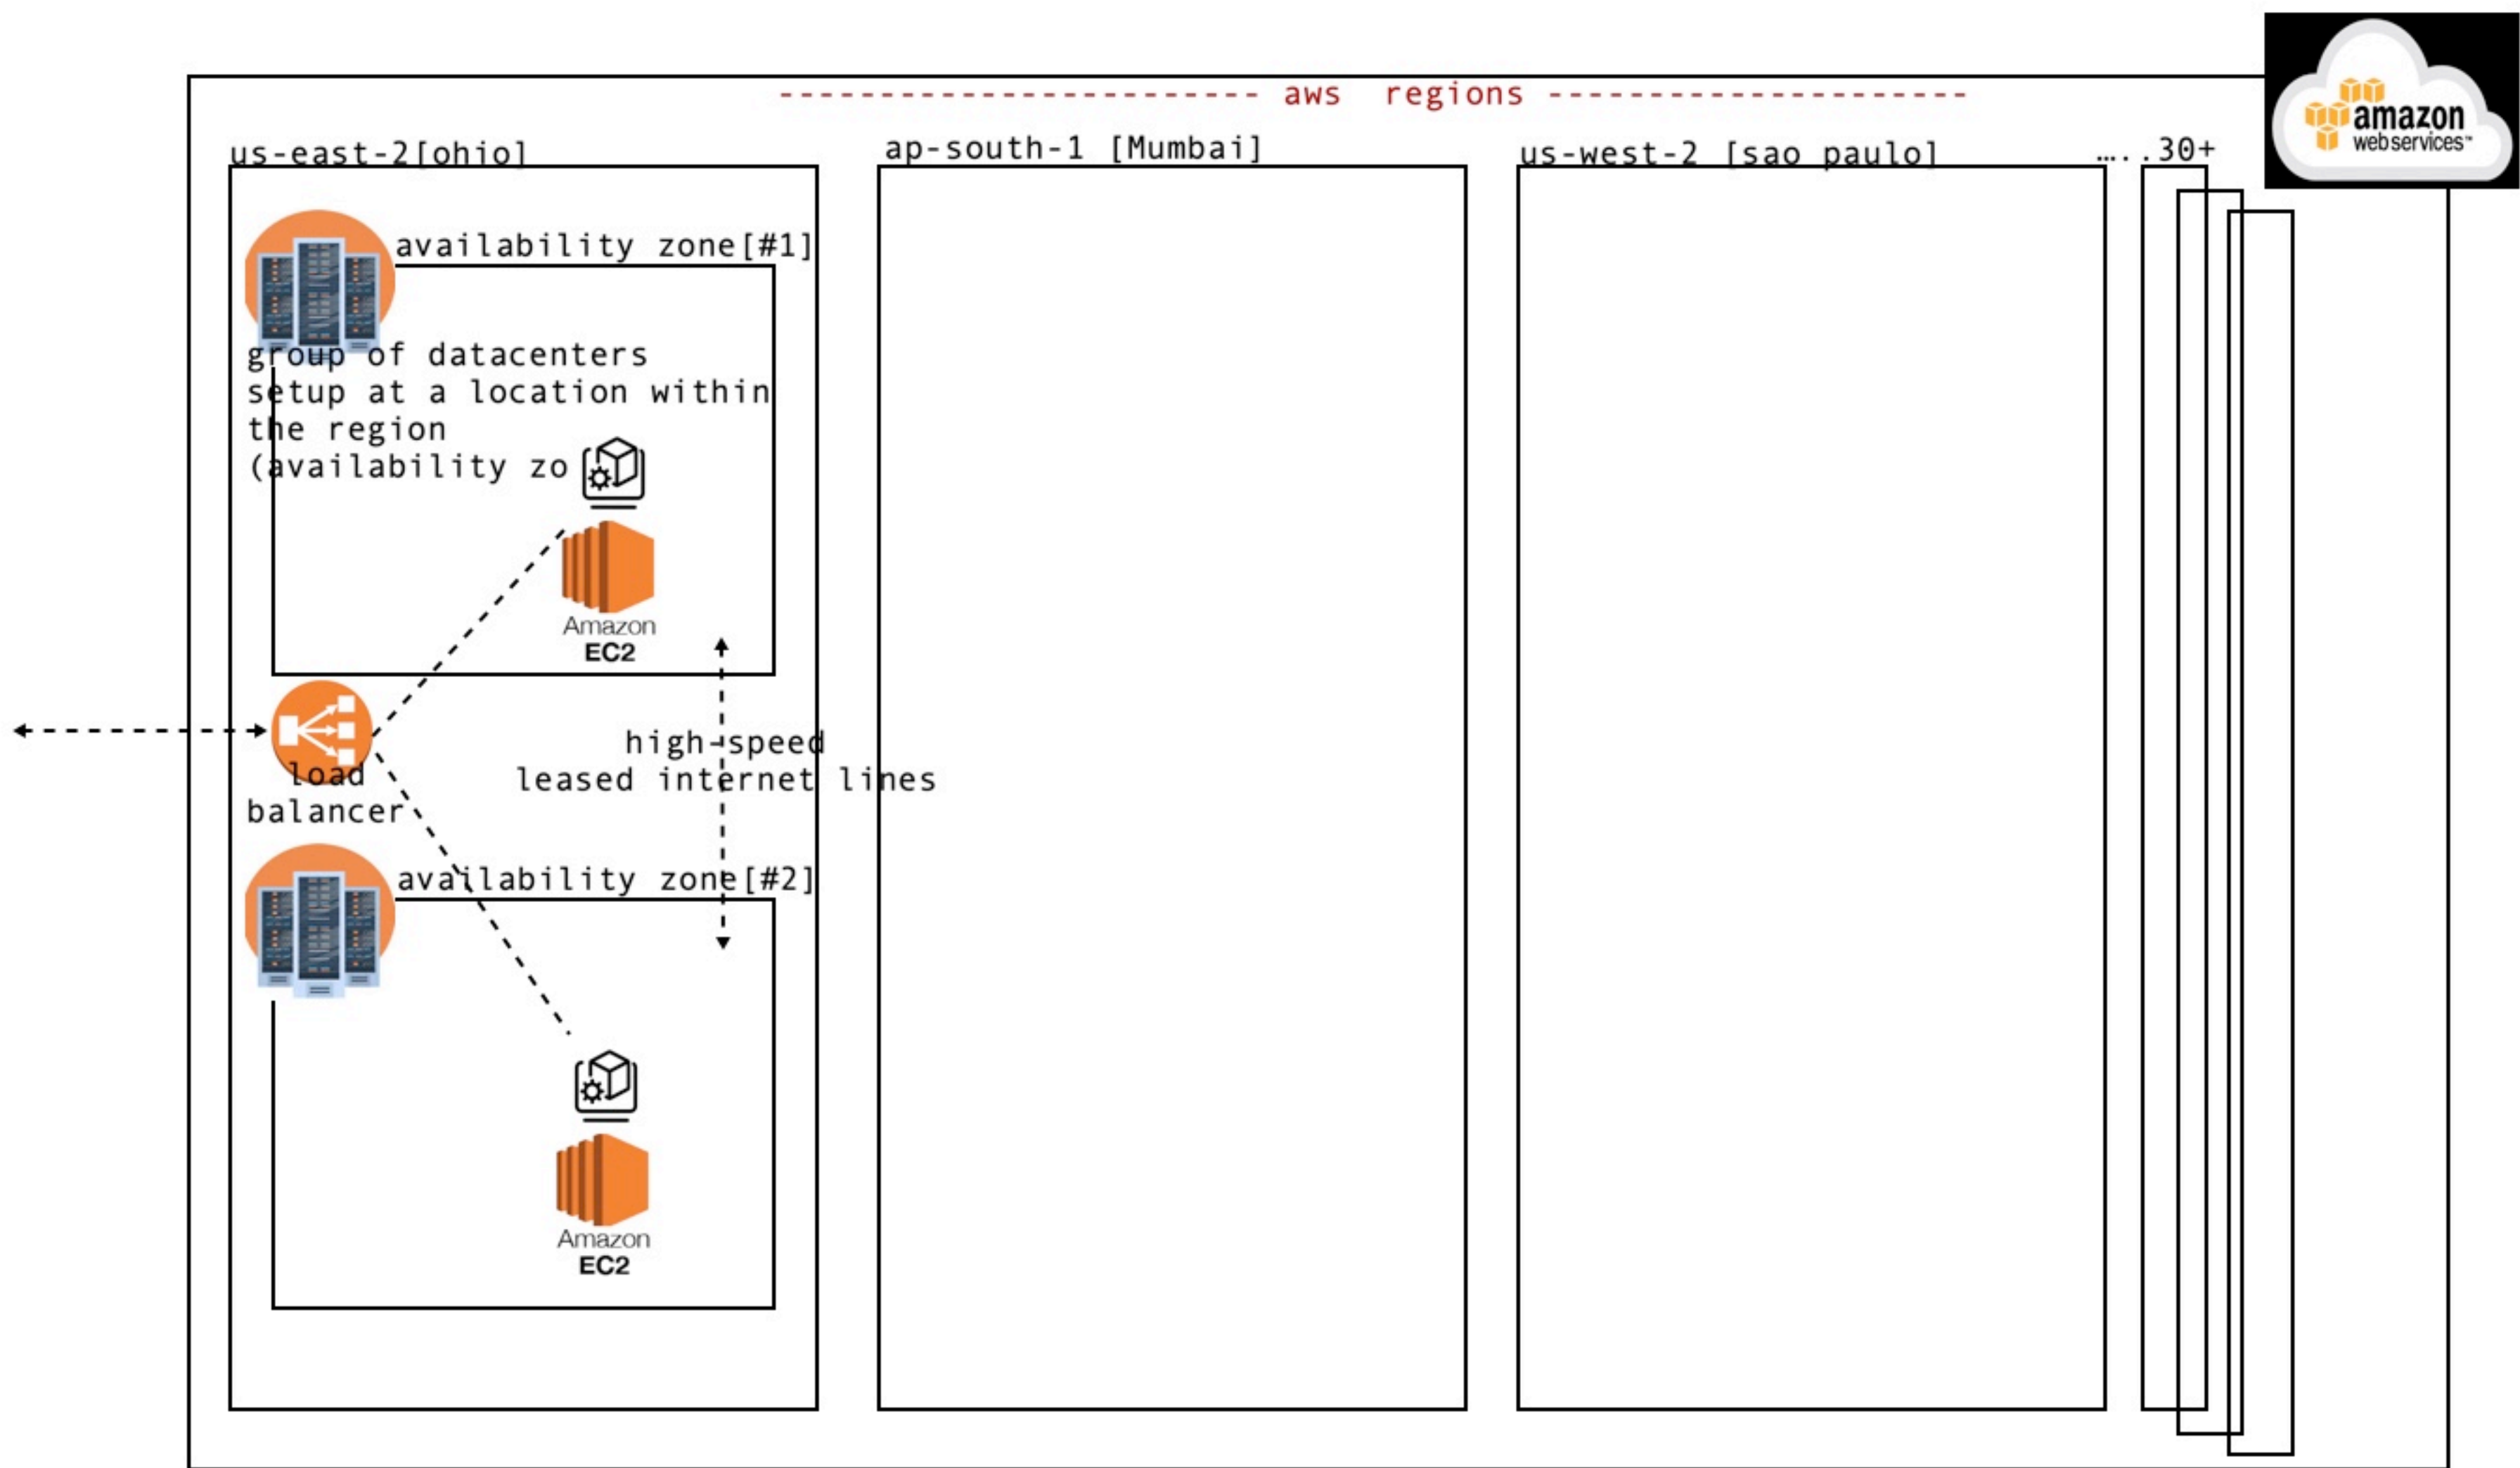 ---------------------- aws regions ---------------------
amazon
webservices™
us-east-2[ohio]
ap-south-1 [Mumbai]
us-west-2 [sao paulo]
.....30+
availability zone[#1]
group of datacenters
setup at a location within
the region
(availability zo
Amazon
EC2
high-speed
leased internet lines
load
balancer
availability zone[#2]
Amazon
EC2